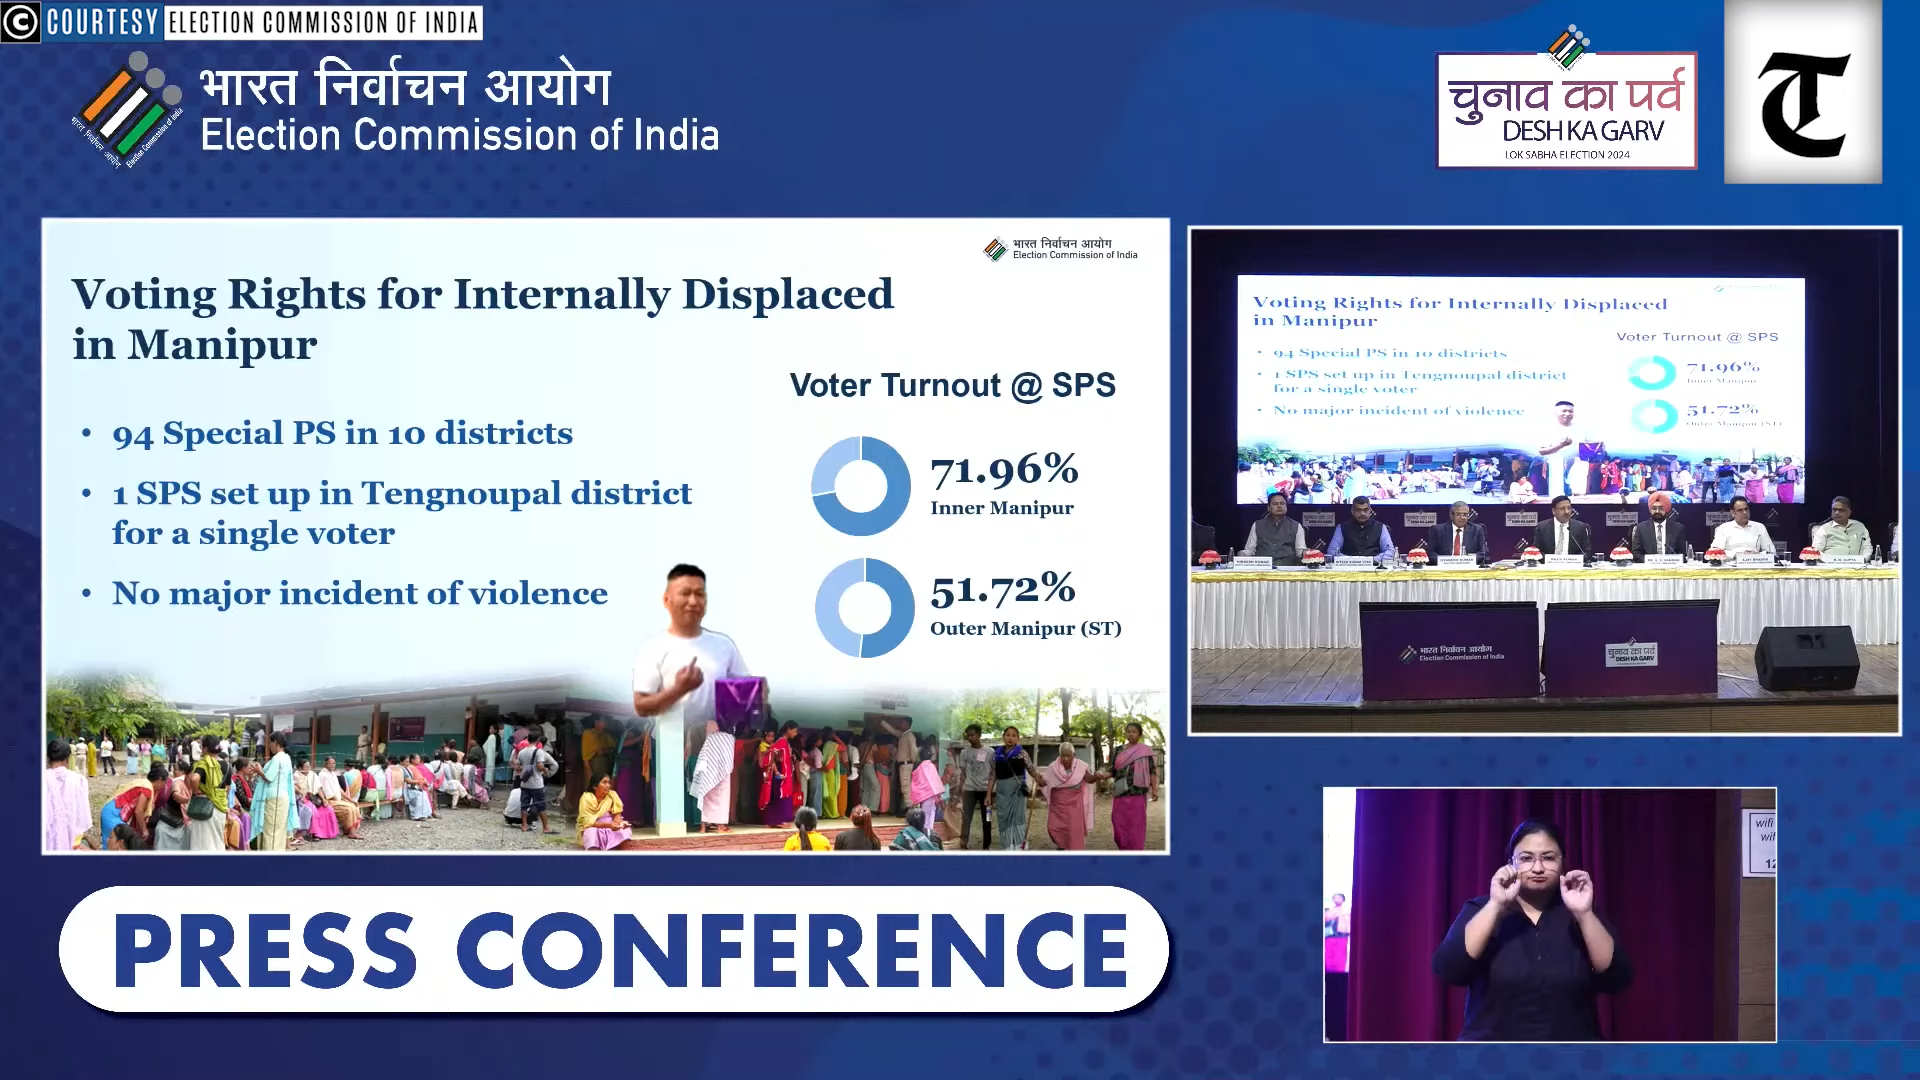 © COURTESY ELECTION COMMISSION OF INDIA
भारत निर्वाचन आयोग
Election Commission of India
चुनाव का पर्व
DESH KA GARV
LOK SABHA ELECTION 2024
T
भारत निर्वाचन आयोग
Election Commission of India
Voting Rights for Internally Displaced
in Manipur
• 94 Special PS in 10 districts
• 1 SPS set up in Tengnoupal district
for a single voter
• No major incident of violence
Voter Turnout @ SPS
71.96%
Inner Manipur
51.72%
Outer Manipur (ST)
Voting Rights for Internally Displaced
in Manipur
• 94 Special PS in 10 districts
• 1 SPS set up in Tengnoupal district
for a single voter
• No major incident of violence
Voter Turnout @ SPS
71.96%
Inner Manipur
51.72%
Outer Manipur (ST)
भारत निर्वाचन आयोग
Election Commission of India
चुनाव का पर्व
DESH KA GARV
wifi
PRESS CONFERENCE